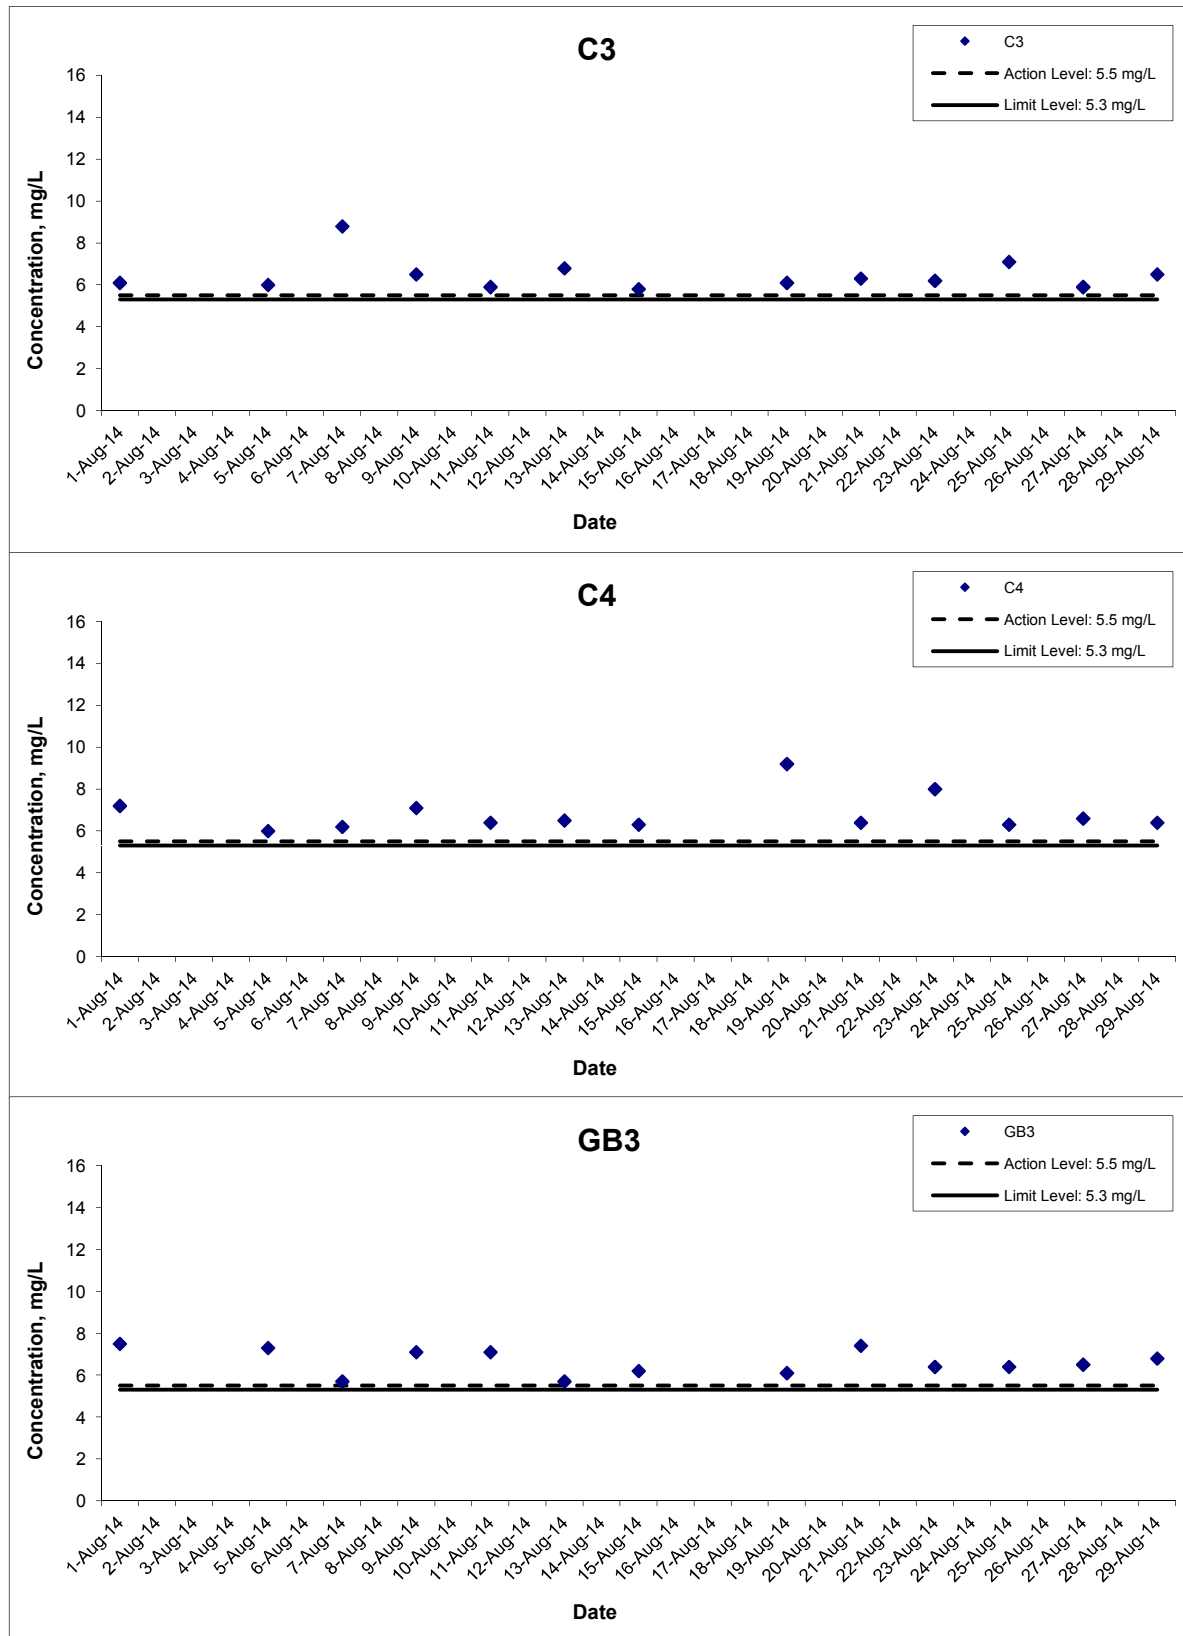 C3
C3
Action Level: 5.5 mg/L
Limit Level: 5.3 mg/L
Concentration, mg/L
16
14
12
10
8
6
4
2
0
1-Aug-14
2-Aug-14
3-Aug-14
4-Aug-14
5-Aug-14
6-Aug-14
7-Aug-14
8-Aug-14
9-Aug-14
10-Aug-14
11-Aug-14
12-Aug-14
13-Aug-14
14-Aug-14
15-Aug-14
16-Aug-14
17-Aug-14
18-Aug-14
19-Aug-14
20-Aug-14
21-Aug-14
22-Aug-14
23-Aug-14
24-Aug-14
25-Aug-14
26-Aug-14
27-Aug-14
28-Aug-14
29-Aug-14
Date
C4
C4
Action Level: 5.5 mg/L
Limit Level: 5.3 mg/L
Concentration, mg/L
16
14
12
10
8
6
4
2
0
1-Aug-14
2-Aug-14
3-Aug-14
4-Aug-14
5-Aug-14
6-Aug-14
7-Aug-14
8-Aug-14
9-Aug-14
10-Aug-14
11-Aug-14
12-Aug-14
13-Aug-14
14-Aug-14
15-Aug-14
16-Aug-14
17-Aug-14
18-Aug-14
19-Aug-14
20-Aug-14
21-Aug-14
22-Aug-14
23-Aug-14
24-Aug-14
25-Aug-14
26-Aug-14
27-Aug-14
28-Aug-14
29-Aug-14
Date
GB3
GB3
Action Level: 5.5 mg/L
Limit Level: 5.3 mg/L
Concentration, mg/L
16
14
12
10
8
6
4
2
0
1-Aug-14
2-Aug-14
3-Aug-14
4-Aug-14
5-Aug-14
6-Aug-14
7-Aug-14
8-Aug-14
9-Aug-14
10-Aug-14
11-Aug-14
12-Aug-14
13-Aug-14
14-Aug-14
15-Aug-14
16-Aug-14
17-Aug-14
18-Aug-14
19-Aug-14
20-Aug-14
21-Aug-14
22-Aug-14
23-Aug-14
24-Aug-14
25-Aug-14
26-Aug-14
27-Aug-14
28-Aug-14
29-Aug-14
Date